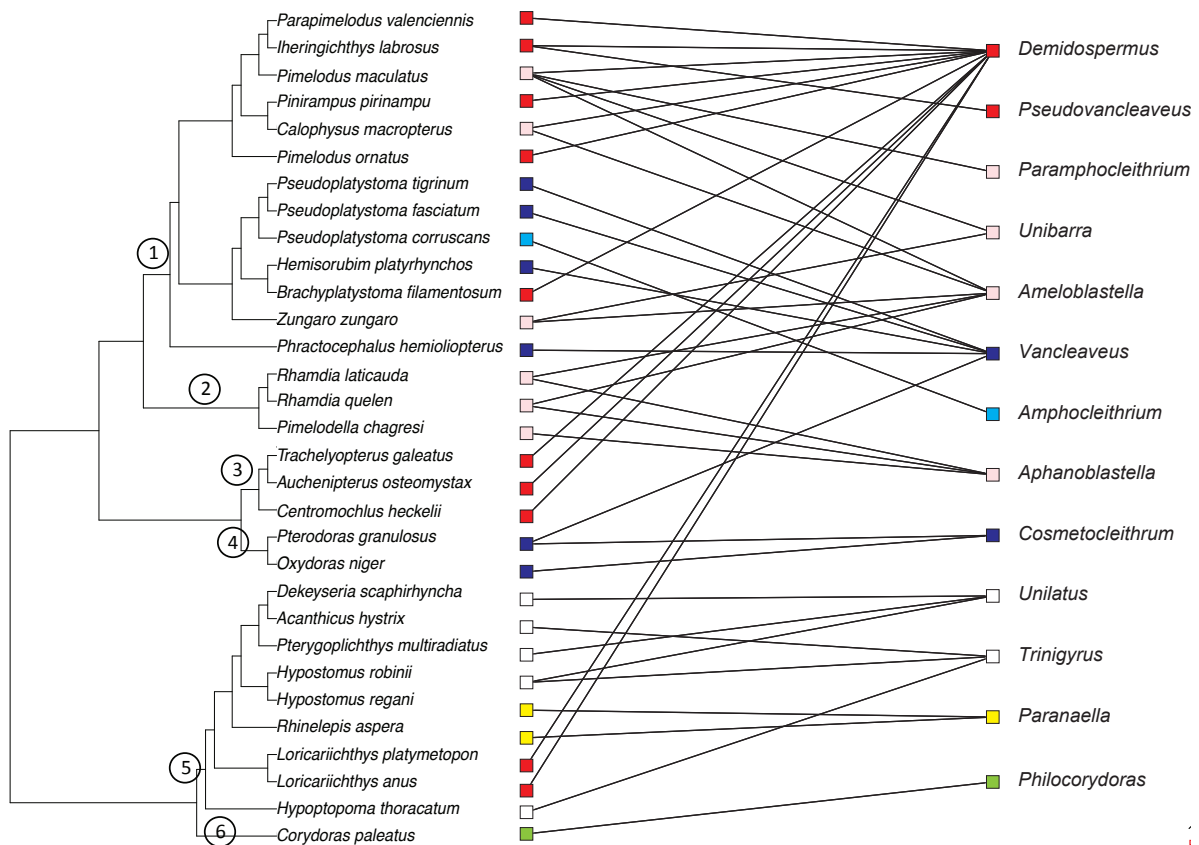 Parapimelodus valenciennis
Iheringichthys labrosus
Pimelodus maculatus
Pinirampus pirinampu
Calophysus macropterus
Pimelodus ornatus
Pseudoplatystoma tigrinum
Pseudoplatystoma fasciatum
Pseudoplatystoma corruscans
Hemisorubim platyrhynchos
Brachyplatystoma filamentosum
Zungaro zungaro
Phractocephalus hemioliopterus
Rhamdia laticauda
Rhamdia quelen
Pimelodella chagresi
Trachelyopterus galeatus
Auchenipterus osteomystax
Centromochlus heckelii
Pterodoras granulosus
Oxydoras niger
Dekeyseria scaphirhyncha
Acanthicus hystrix
Pterygoplichthys multiradiatus
Hypostomus robinii
Hypostomus regani
Rhinelepis aspera
Loricariichthys platymetopon
Loricariichthys anus
Hypoptopoma thoracatum
Corydoras paleatus
1
2
3
4
5
6
Demidospermus
Pseudovancleaveus
Paramphocleithrium
Unibarra
Ameloblastella
Vancleaveus
Amphocleithrium
Aphanoblastella
Cosmetocleithrum
Unilatus
Trinigyrus
Paranaella
Philocorydoras